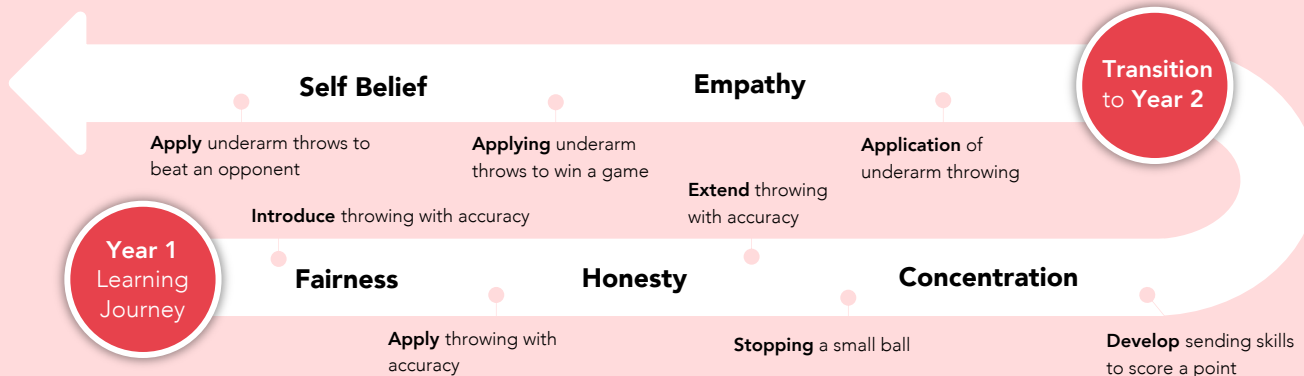 Self Belief
Empathy
Transition
to Year 2
Apply underarm throws to
beat an opponent
Applying underarm
throws to win a game
Application of
underarm throwing
Extend throwing
with accuracy
Introduce throwing with accuracy
Year 1
Learning
Journey
Fairness
Honesty
Concentration
Apply throwing with
accuracy
Stopping a small ball
Develop sending skills
to score a point